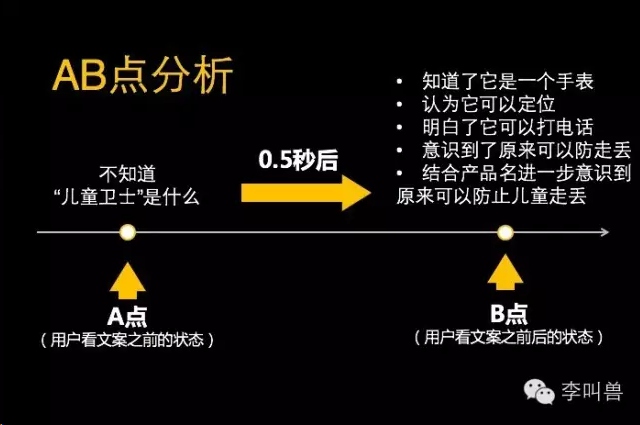 AB点分析
不知道
“儿童卫士”是什么
0.5秒后
• 知道了它是一个手表
• 认为它可以定位
• 明白了它可以打电话
• 意识到了原来可以防走丢
• 结合产品名进一步意识到
原来可以防止儿童走丢
A点
（用户看文案之前的状态）
B点
（用户看文案之前后的状态）
李叫兽